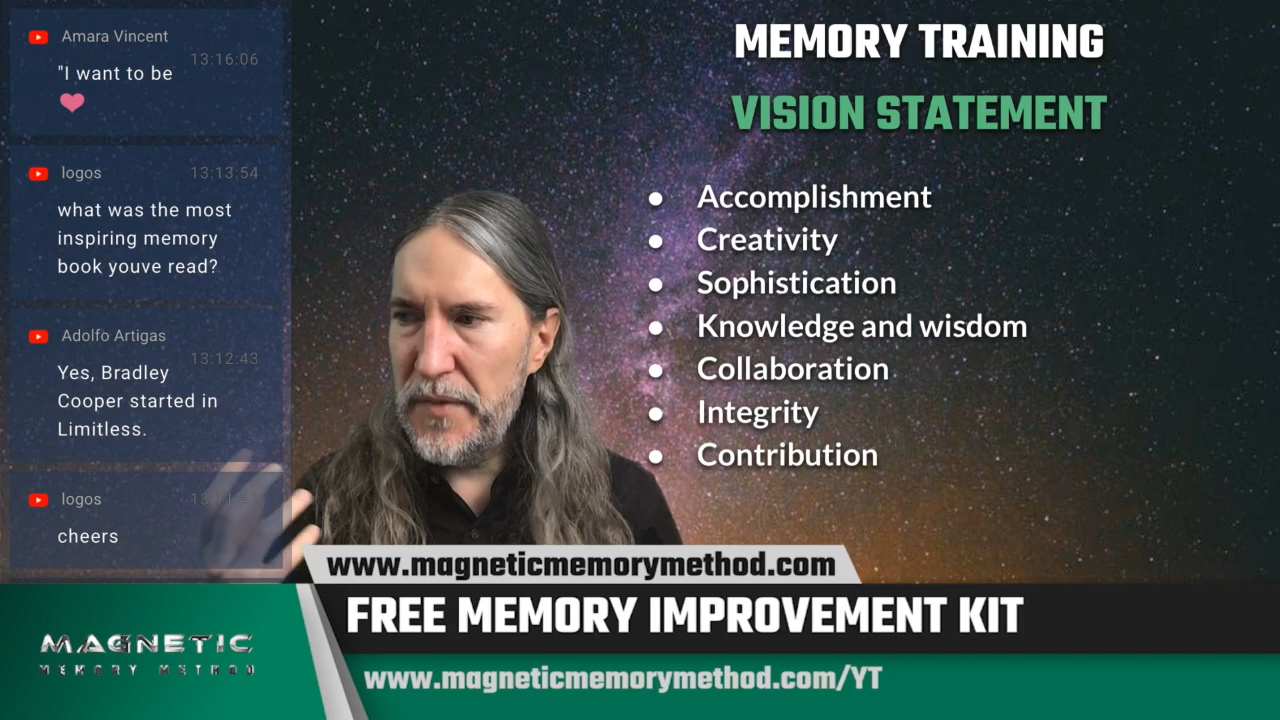 Amara Vincent
13:16:06
"I want to be
❤
logos 13:13:54
what was the most
inspiring memory
book youve read?
Adolfo Artigas
13:12:43
Yes, Bradley
Cooper started in
Limitless.
logos
cheers
MEMORY TRAINING
VISION STATEMENT
● Accomplishment
● Creativity
● Sophistication
● Knowledge and wisdom
● Collaboration
● Integrity
● Contribution
www.magneticmemorymethod.com
FREE MEMORY IMPROVEMENT KIT
www.magneticmemorymethod.com/YT
MAGNETIC
MEMORY METHOD